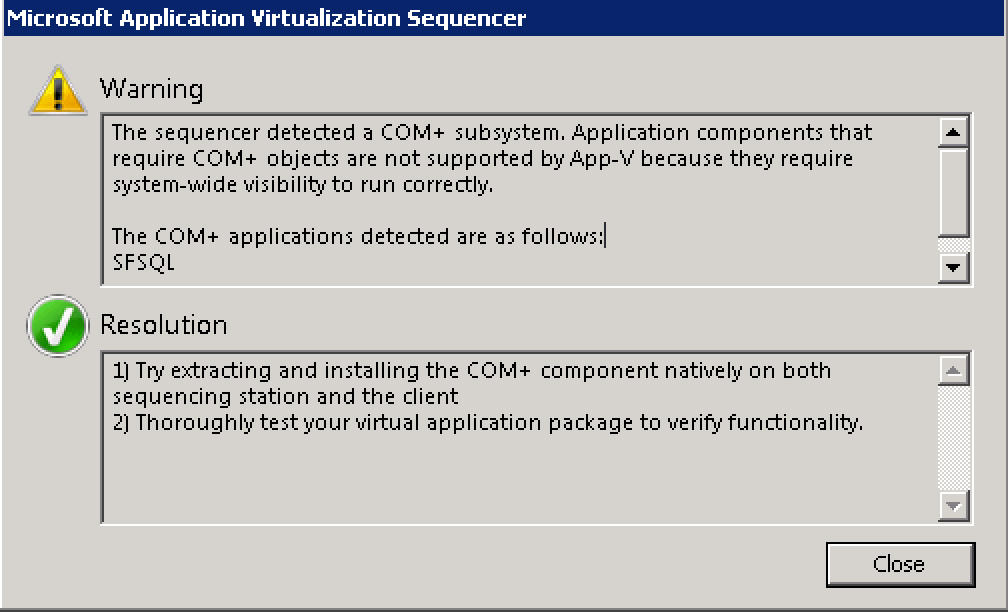 Microsoft Application Virtualization Sequencer
Warning
The sequencer detected a COM+ subsystem. Application components that
require COM+ objects are not supported by App-V because they require
system-wide visibility to run correctly.
The COM+ applications detected are as follows:
SFSQL
Resolution
1) Try extracting and installing the COM+ component natively on both
sequencing station and the client
2) Thoroughly test your virtual application package to verify functionality.
Close